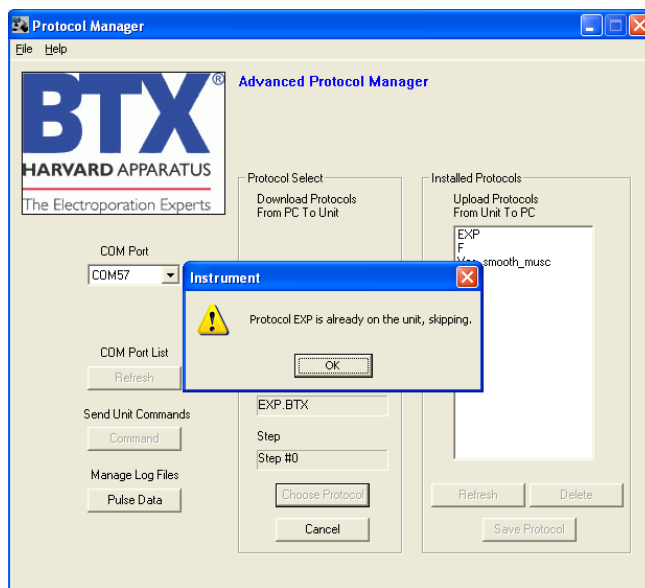 Protocol Manager
File Help
BTX®
HARVARD APPARATUS
The Electroporation Experts
Advanced Protocol Manager
COM Port
COM57
COM Port List
Refresh
Send Unit Commands
Command
Manage Log Files
Pulse Data
Protocol Select
Download Protocols
From PC To Unit
EXP.BTX
Step
Step #0
Choose Protocol
Cancel
Installed Protocols
Upload Protocols
From Unit To PC
EXP
F
smooth_musc
Refresh Delete
Save Protocol
Instrument
Protocol EXP is already on the unit, skipping.
OK